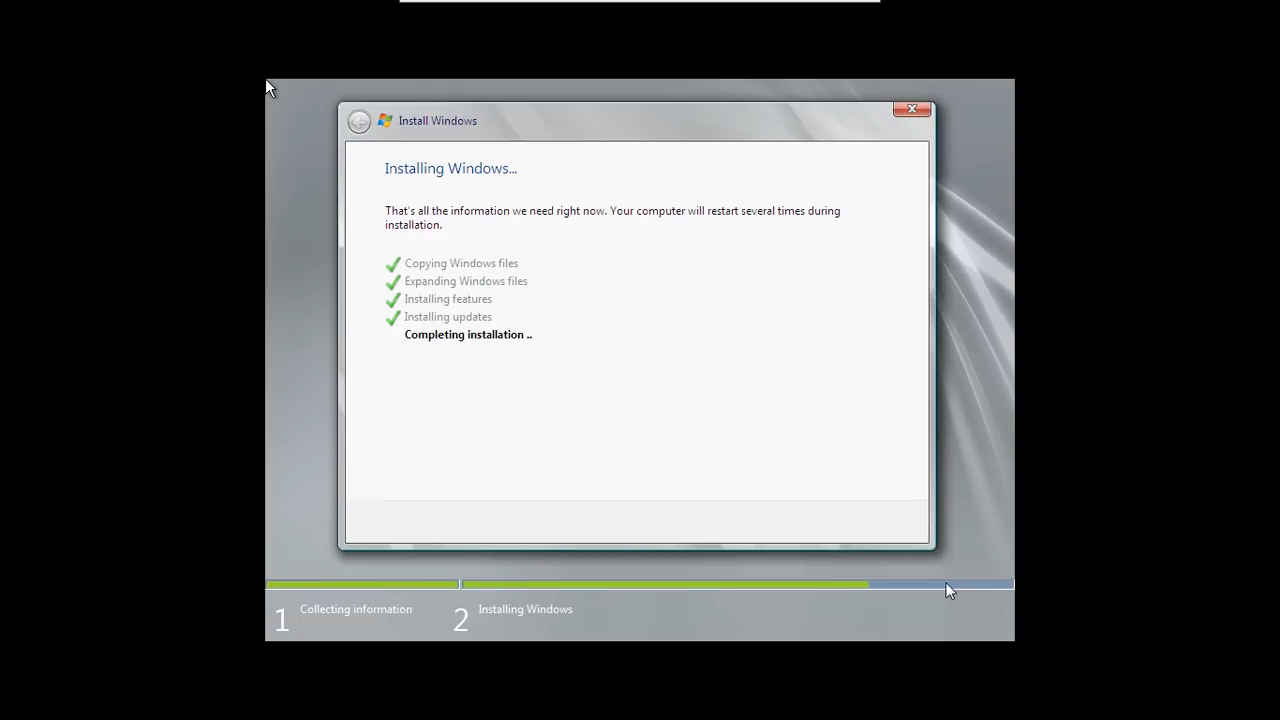 Install Windows
Installing Windows...
That's all the information we need right now. Your computer will restart several times during
installation.
Copying Windows files
Expanding Windows files
Installing features
Installing updates
Completing installation ..
1 Collecting information
2 Installing Windows